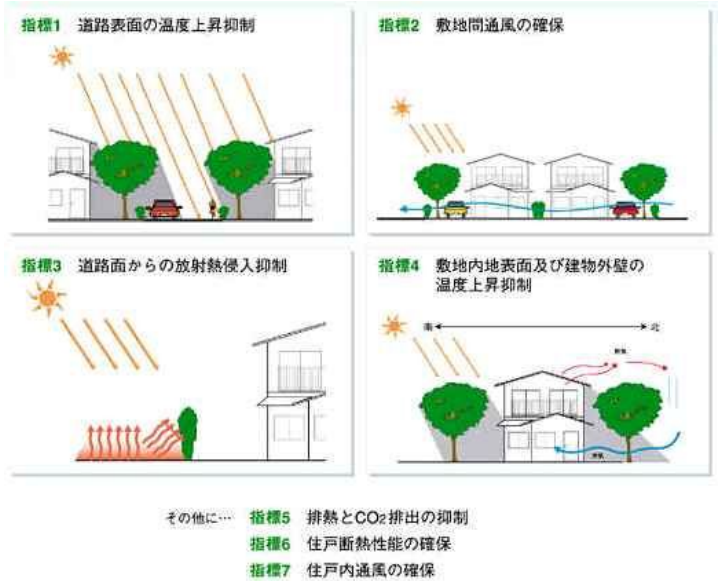 指標1 道路表面の温度上昇抑制
指標2 敷地間通風の確保
指標3 道路面からの放射熱侵入抑制
指標4 敷地内地表面及び建物外壁の
温度上昇抑制
南 北
その他に… 指標5 排熱とCO2排出の抑制
指標6 住戸断熱性能の確保
指標7 住戸内通風の確保